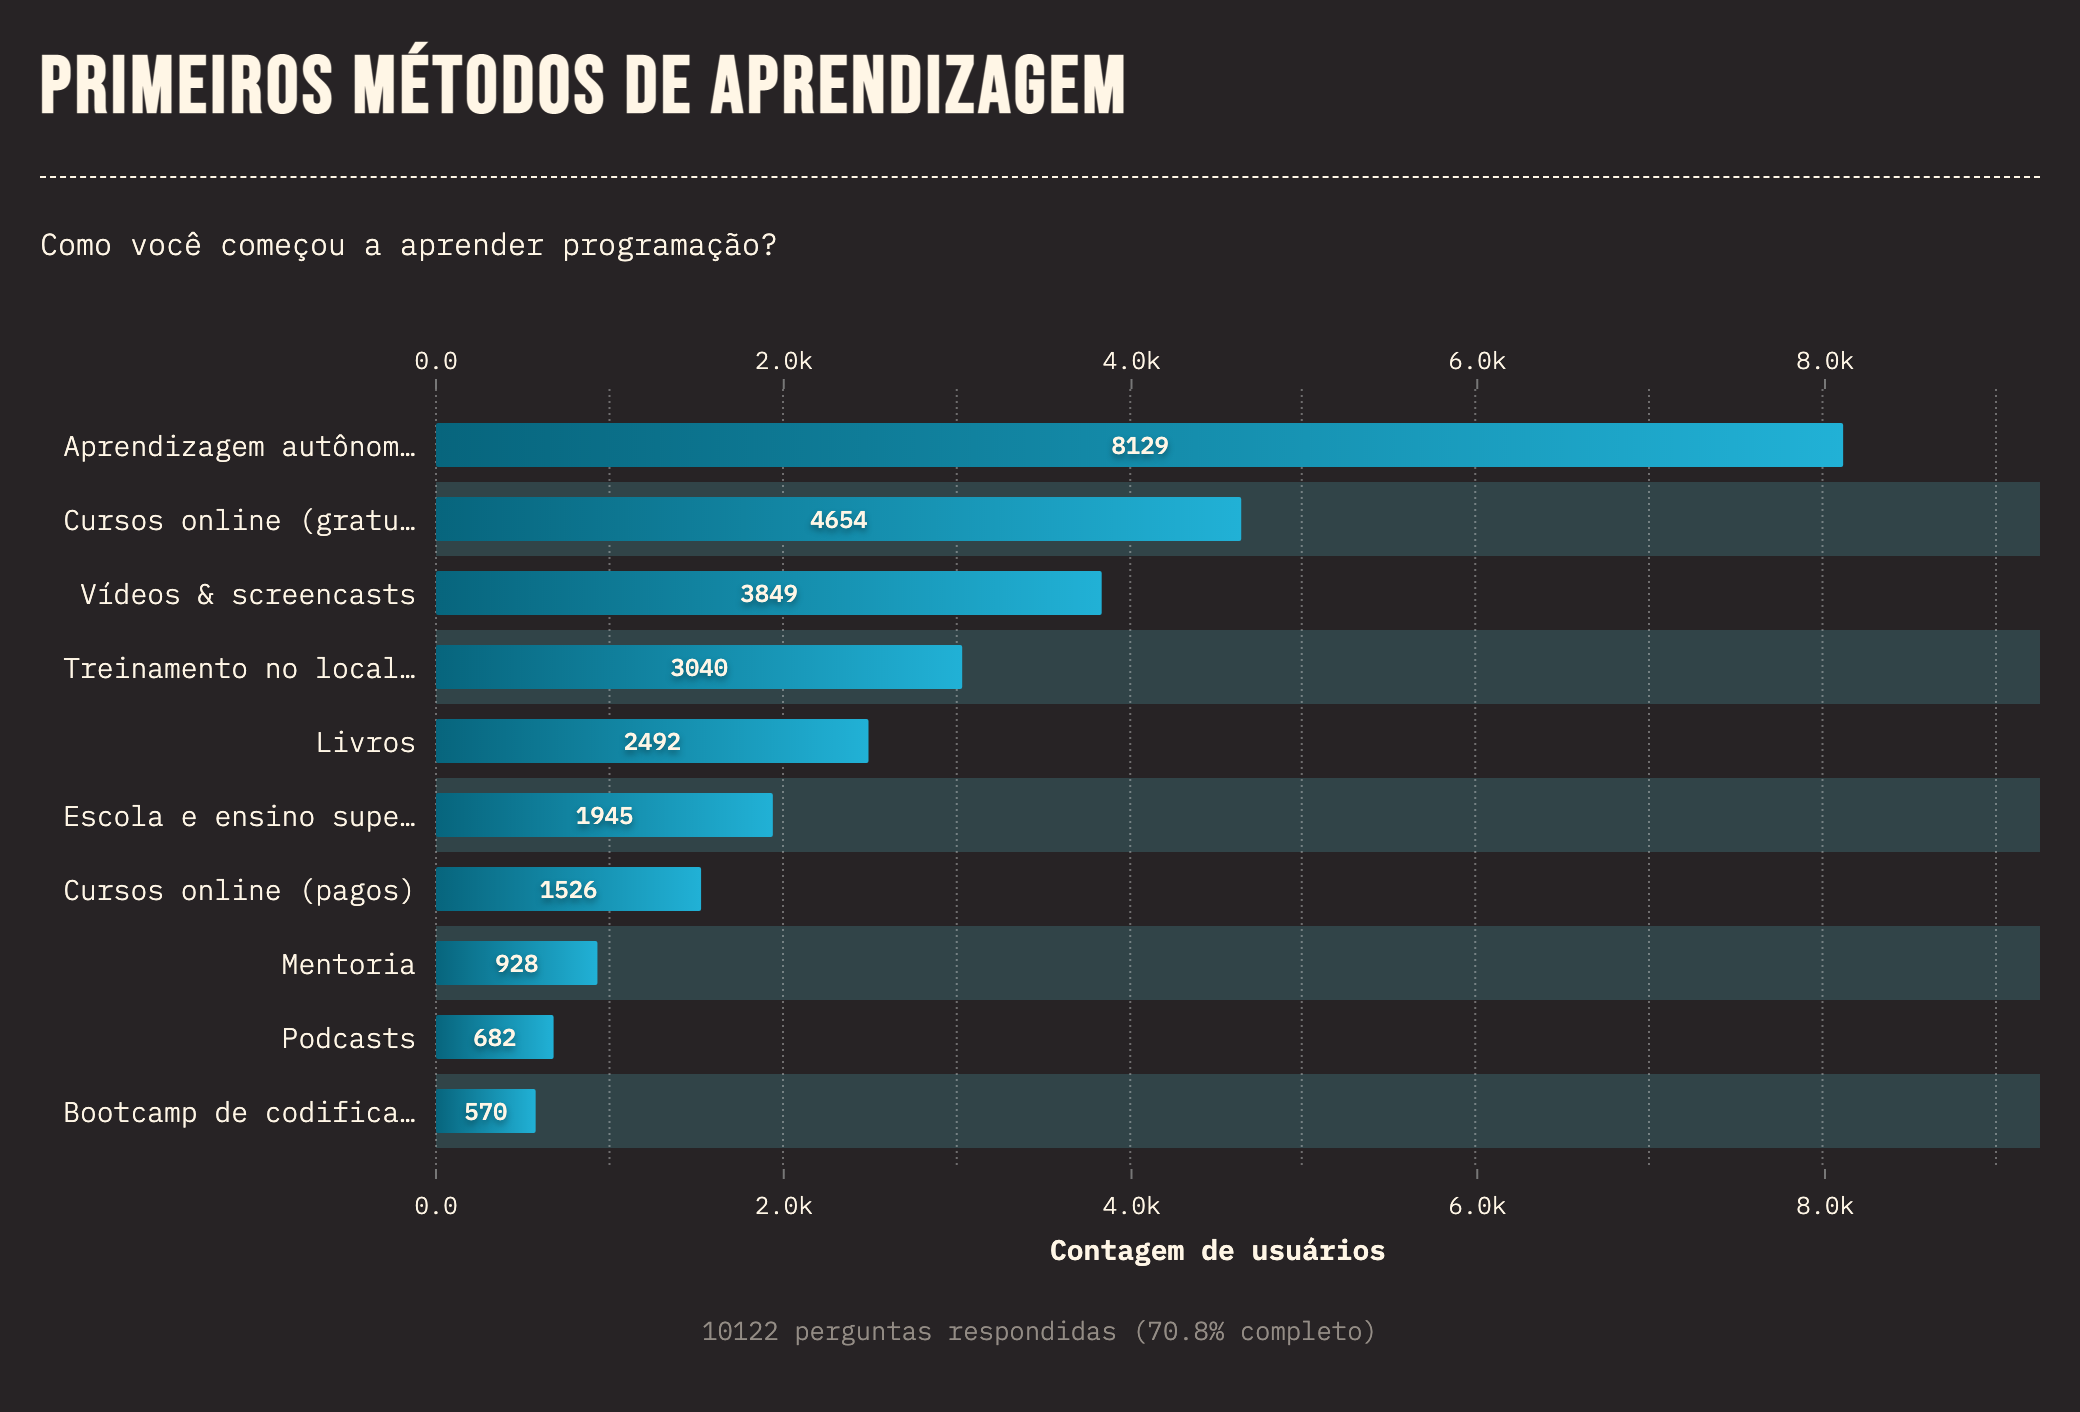 PRIMEIROS MÉTODOS DE APRENDIZAGEM
Como você começou a aprender programação?
0.0 2.0k 4.0k 6.0k 8.0k
Aprendizagem autônom… 8129
Cursos online (gratu… 4654
Vídeos & screencasts 3849
Treinamento no local… 3040
Livros 2492
Escola e ensino supe… 1945
Cursos online (pagos) 1526
Mentoria 928
Podcasts 682
Bootcamp de codifica… 570
0.0 2.0k 4.0k 6.0k 8.0k
Contagem de usuários
10122 perguntas respondidas (70.8% completo)